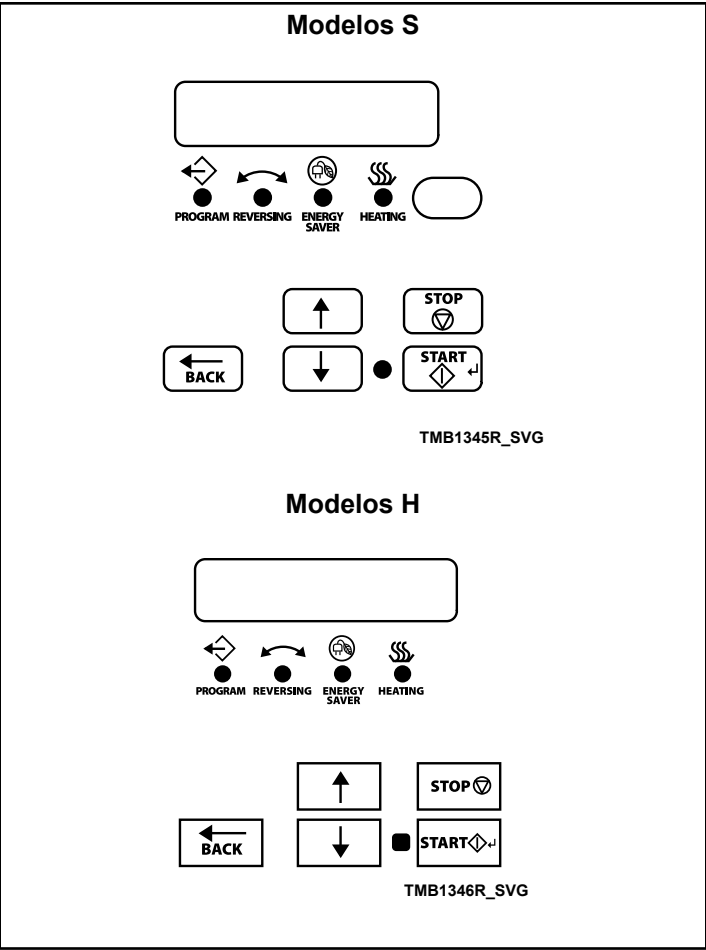 Modelos S
PROGRAM REVERSING ENERGY SAVER HEATING
STOP
BACK
START
TMB1345R_SVG
Modelos H
PROGRAM REVERSING ENERGY SAVER HEATING
STOP
BACK
START
TMB1346R_SVG